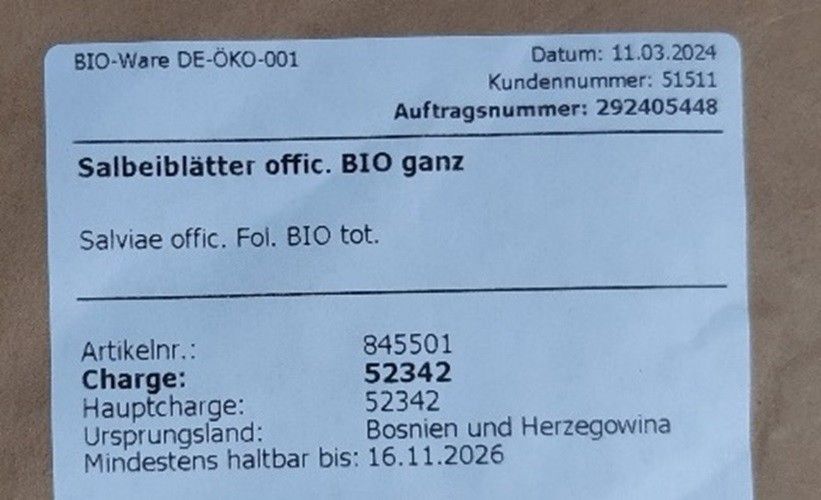 BIO-Ware DE-ÖKO-001
Datum: 11.03.2024
Kundennummer: 51511
Auftragsnummer: 292405448
Salbeiblätter offic. BIO ganz
Salviae offic. Fol. BIO tot.
Artikelnr.: 845501
Charge: 52342
Hauptcharge: 52342
Ursprungsland: Bosnien und Herzegowina
Mindestens haltbar bis: 16.11.2026